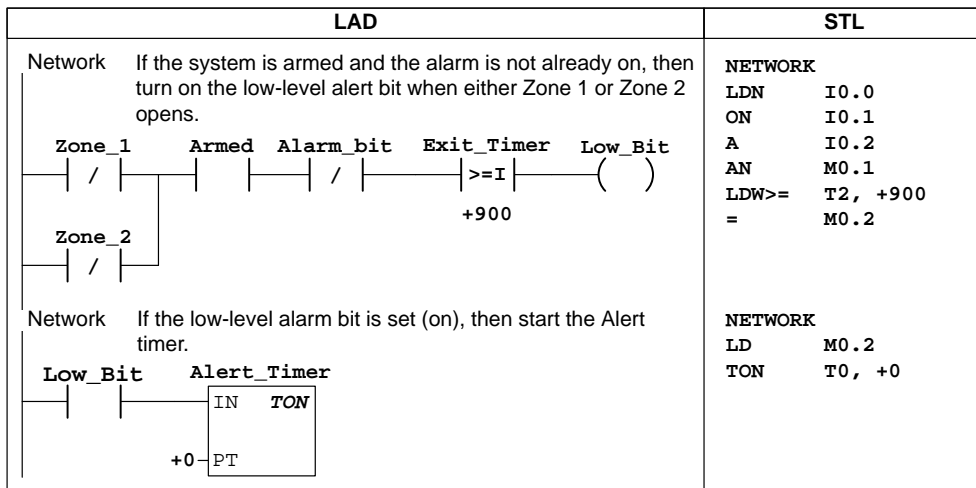 LAD
STL
Network If the system is armed and the alarm is not already on, then
turn on the low-level alert bit when either Zone 1 or Zone 2
opens.
Zone_1 Armed Alarm_bit Exit_Timer Low_Bit
/ / >=I ( )
+900
Zone_2
/
NETWORK
LDN I0.0
ON I0.1
A I0.2
AN M0.1
LDW>= T2, +900
= M0.2
Network If the low-level alarm bit is set (on), then start the Alert
timer.
Low_Bit Alert_Timer
IN TON
+0 PT
NETWORK
LD M0.2
TON T0, +0